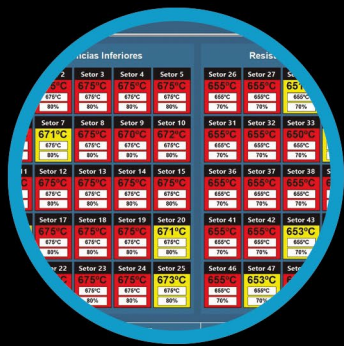 ncias Inferiores Resis
2 Setor 3 Setor 4 Setor 5 Setor 26 Setor 27
5°C 675°C 675°C 675°C 655°C 655°C 651°
675°C 675°C 675°C 675°C 655°C 655°C
80% 80% 80% 80% 70% 70%
Setor 7 Setor 8 Setor 9 Setor 10 Setor 31 Setor 32 Setor 33
671°C 675°C 670°C 672°C 655°C 655°C 650°C
675°C 675°C 675°C 675°C 655°C 655°C 655°C
80% 80% 80% 80% 70% 70% 70%
11 Setor 12 Setor 13 Setor 14 Setor 15 Setor 36 Setor 37 Setor 38 S
675°C 675°C 675°C 675°C 655°C 655°C 655°C
675°C 675°C 675°C 675°C 655°C 655°C 655°C
80% 80% 80% 80% 70% 70% 70%
Setor 17 Setor 18 Setor 19 Setor 20 Setor 41 Setor 42 Setor 43
675°C 675°C 675°C 671°C 655°C 655°C 653°C
675°C 675°C 675°C 675°C 655°C 655°C 655°C
80% 80% 80% 80% 70% 70% 70%
22 Setor 23 Setor 24 Setor 25 Setor 46 Setor 47
675°C 675°C 673°C 655°C 653°C
675°C 675°C 675°C 655°C 655°C
80% 80% 80% 70% 70%